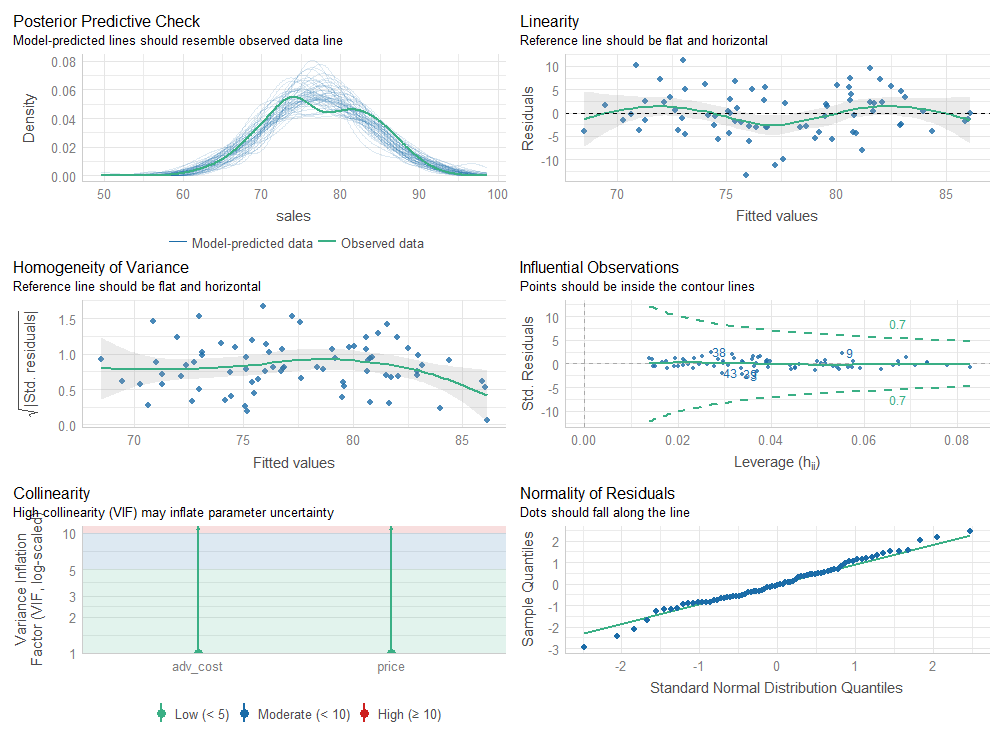 Posterior Predictive Check
Model-predicted lines should resemble observed data line
0.08
0.06
0.04
0.02
0.00
Density
50 60 70 80 90 100
sales
Model-predicted data Observed data
Linearity
Reference line should be flat and horizontal
10
5
0
-5
-10
Residuals
70 75 80 85
Fitted values
Homogeneity of Variance
Reference line should be flat and horizontal
1.5
1.0
0.5
0.0
√|Std. residuals|
70 75 80 85
Fitted values
Influential Observations
Points should be inside the contour lines
10
5
0
-5
-10
Std. Residuals
0.7
38
9
43
0.7
0.00 0.02 0.04 0.06 0.08
Leverage (hii)
Collinearity
High collinearity (VIF) may inflate parameter uncertainty
10
5
3
2
1
Variance Inflation
Factor (VIF, log-scaled)
adv_cost price
Low (< 5) Moderate (< 10) High (≥ 10)
Normality of Residuals
Dots should fall along the line
2
1
0
-1
-2
-3
Sample Quantiles
-2 -1 0 1 2
Standard Normal Distribution Quantiles